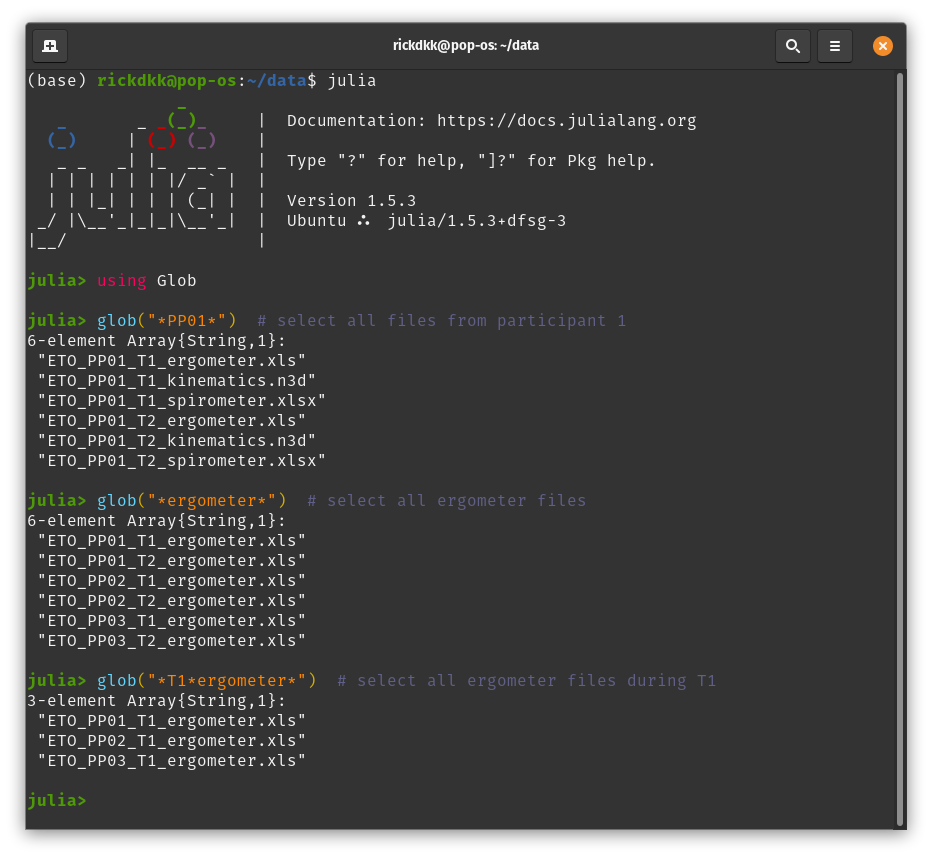 rickdkk@pop-os: ~/data
(base) rickdkk@pop-os:~/data$ julia
               _
   _       _ _(_)_     |  Documentation: https://docs.julialang.org
  (_)     | (_) (_)    |
   _ _   _| |_  __ _   |  Type "?" for help, "]?" for Pkg help.
  | | | | | | |/ _` |  |
  | | |_| | | | (_| |  |  Version 1.5.3
 _/ |\__'_|_|_|\__'_|  |  Ubuntu ⛬  julia/1.5.3+dfsg-3
|__/                   |
julia> using Glob
julia> glob("*PP01*")  # select all files from participant 1
6-element Array{String,1}:
 "ETO_PP01_T1_ergometer.xls"
 "ETO_PP01_T1_kinematics.n3d"
 "ETO_PP01_T1_spirometer.xlsx"
 "ETO_PP01_T2_ergometer.xls"
 "ETO_PP01_T2_kinematics.n3d"
 "ETO_PP01_T2_spirometer.xlsx"
julia> glob("*ergometer*")  # select all ergometer files
6-element Array{String,1}:
 "ETO_PP01_T1_ergometer.xls"
 "ETO_PP01_T2_ergometer.xls"
 "ETO_PP02_T1_ergometer.xls"
 "ETO_PP02_T2_ergometer.xls"
 "ETO_PP03_T1_ergometer.xls"
 "ETO_PP03_T2_ergometer.xls"
julia> glob("*T1*ergometer*")  # select all ergometer files during T1
3-element Array{String,1}:
 "ETO_PP01_T1_ergometer.xls"
 "ETO_PP02_T1_ergometer.xls"
 "ETO_PP03_T1_ergometer.xls"
julia>